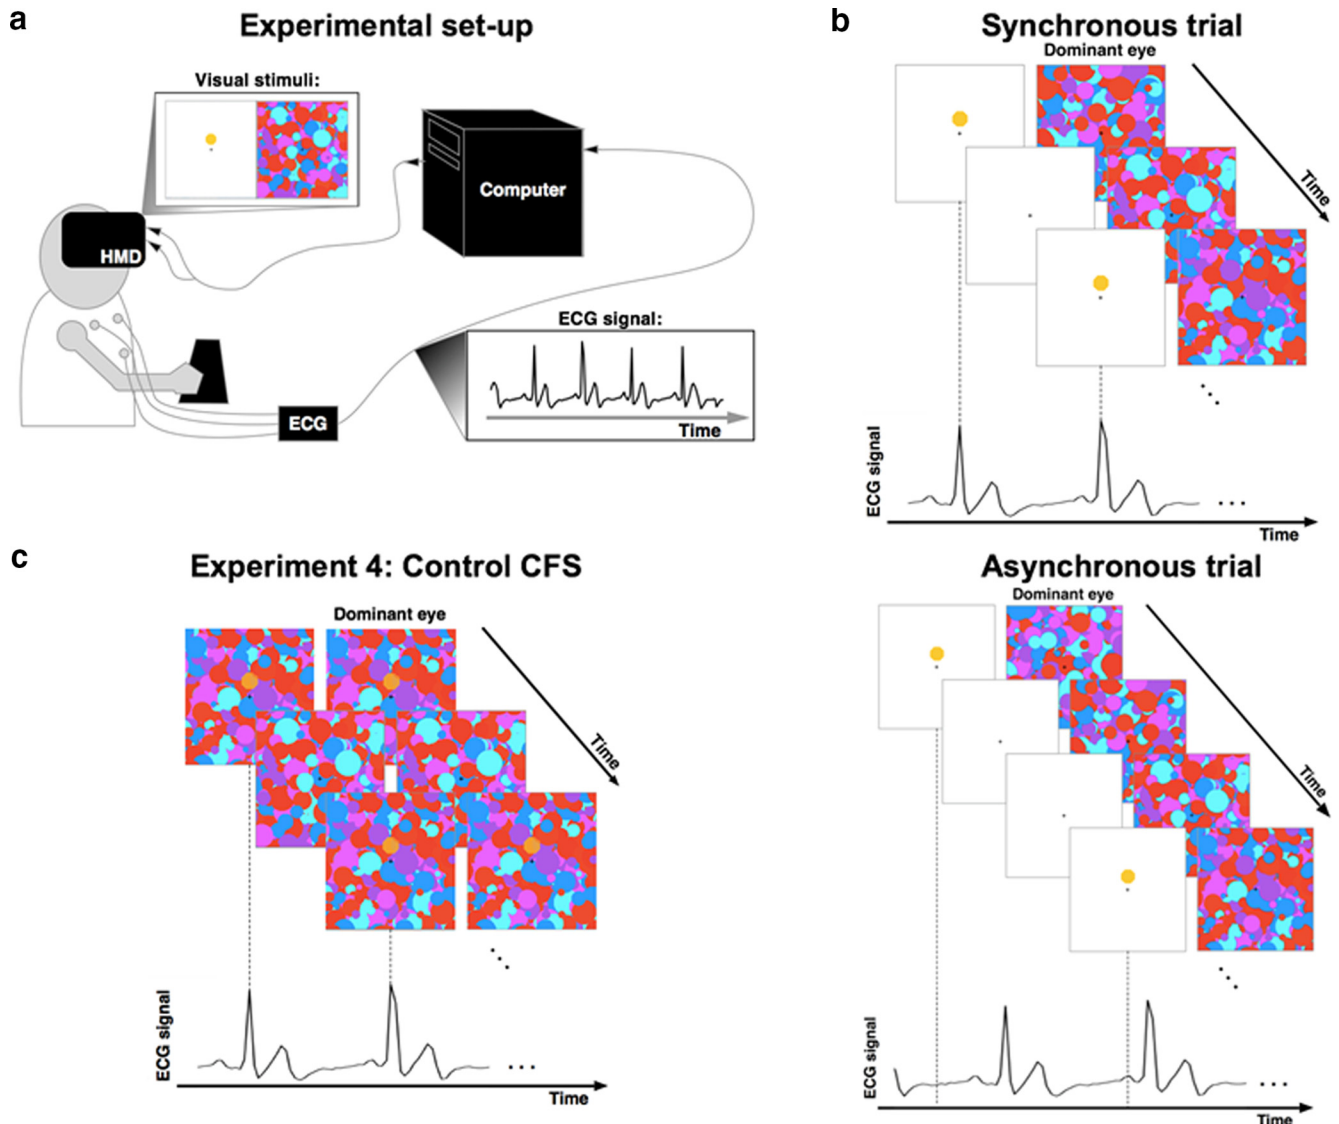 a
Experimental set-up
Visual stimuli:
HMD
Computer
ECG
ECG signal:
Time
b
Synchronous trial
Dominant eye
Time
ECG signal
...
Time
c
Experiment 4: Control CFS
Dominant eye
Time
ECG signal
...
Time
Asynchronous trial
Dominant eye
Time
ECG signal
...
Time